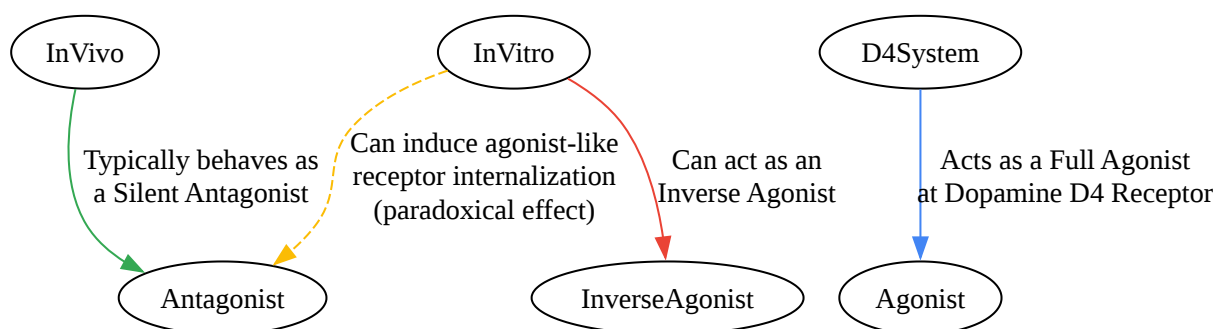 InVivo
InVitro
D4System
Typically behaves as
a Silent Antagonist
Can induce agonist-like
receptor internalization
(paradoxical effect)
Can act as an
Inverse Agonist
Acts as a Full Agonist
at Dopamine D4 Receptor
Antagonist
InverseAgonist
Agonist